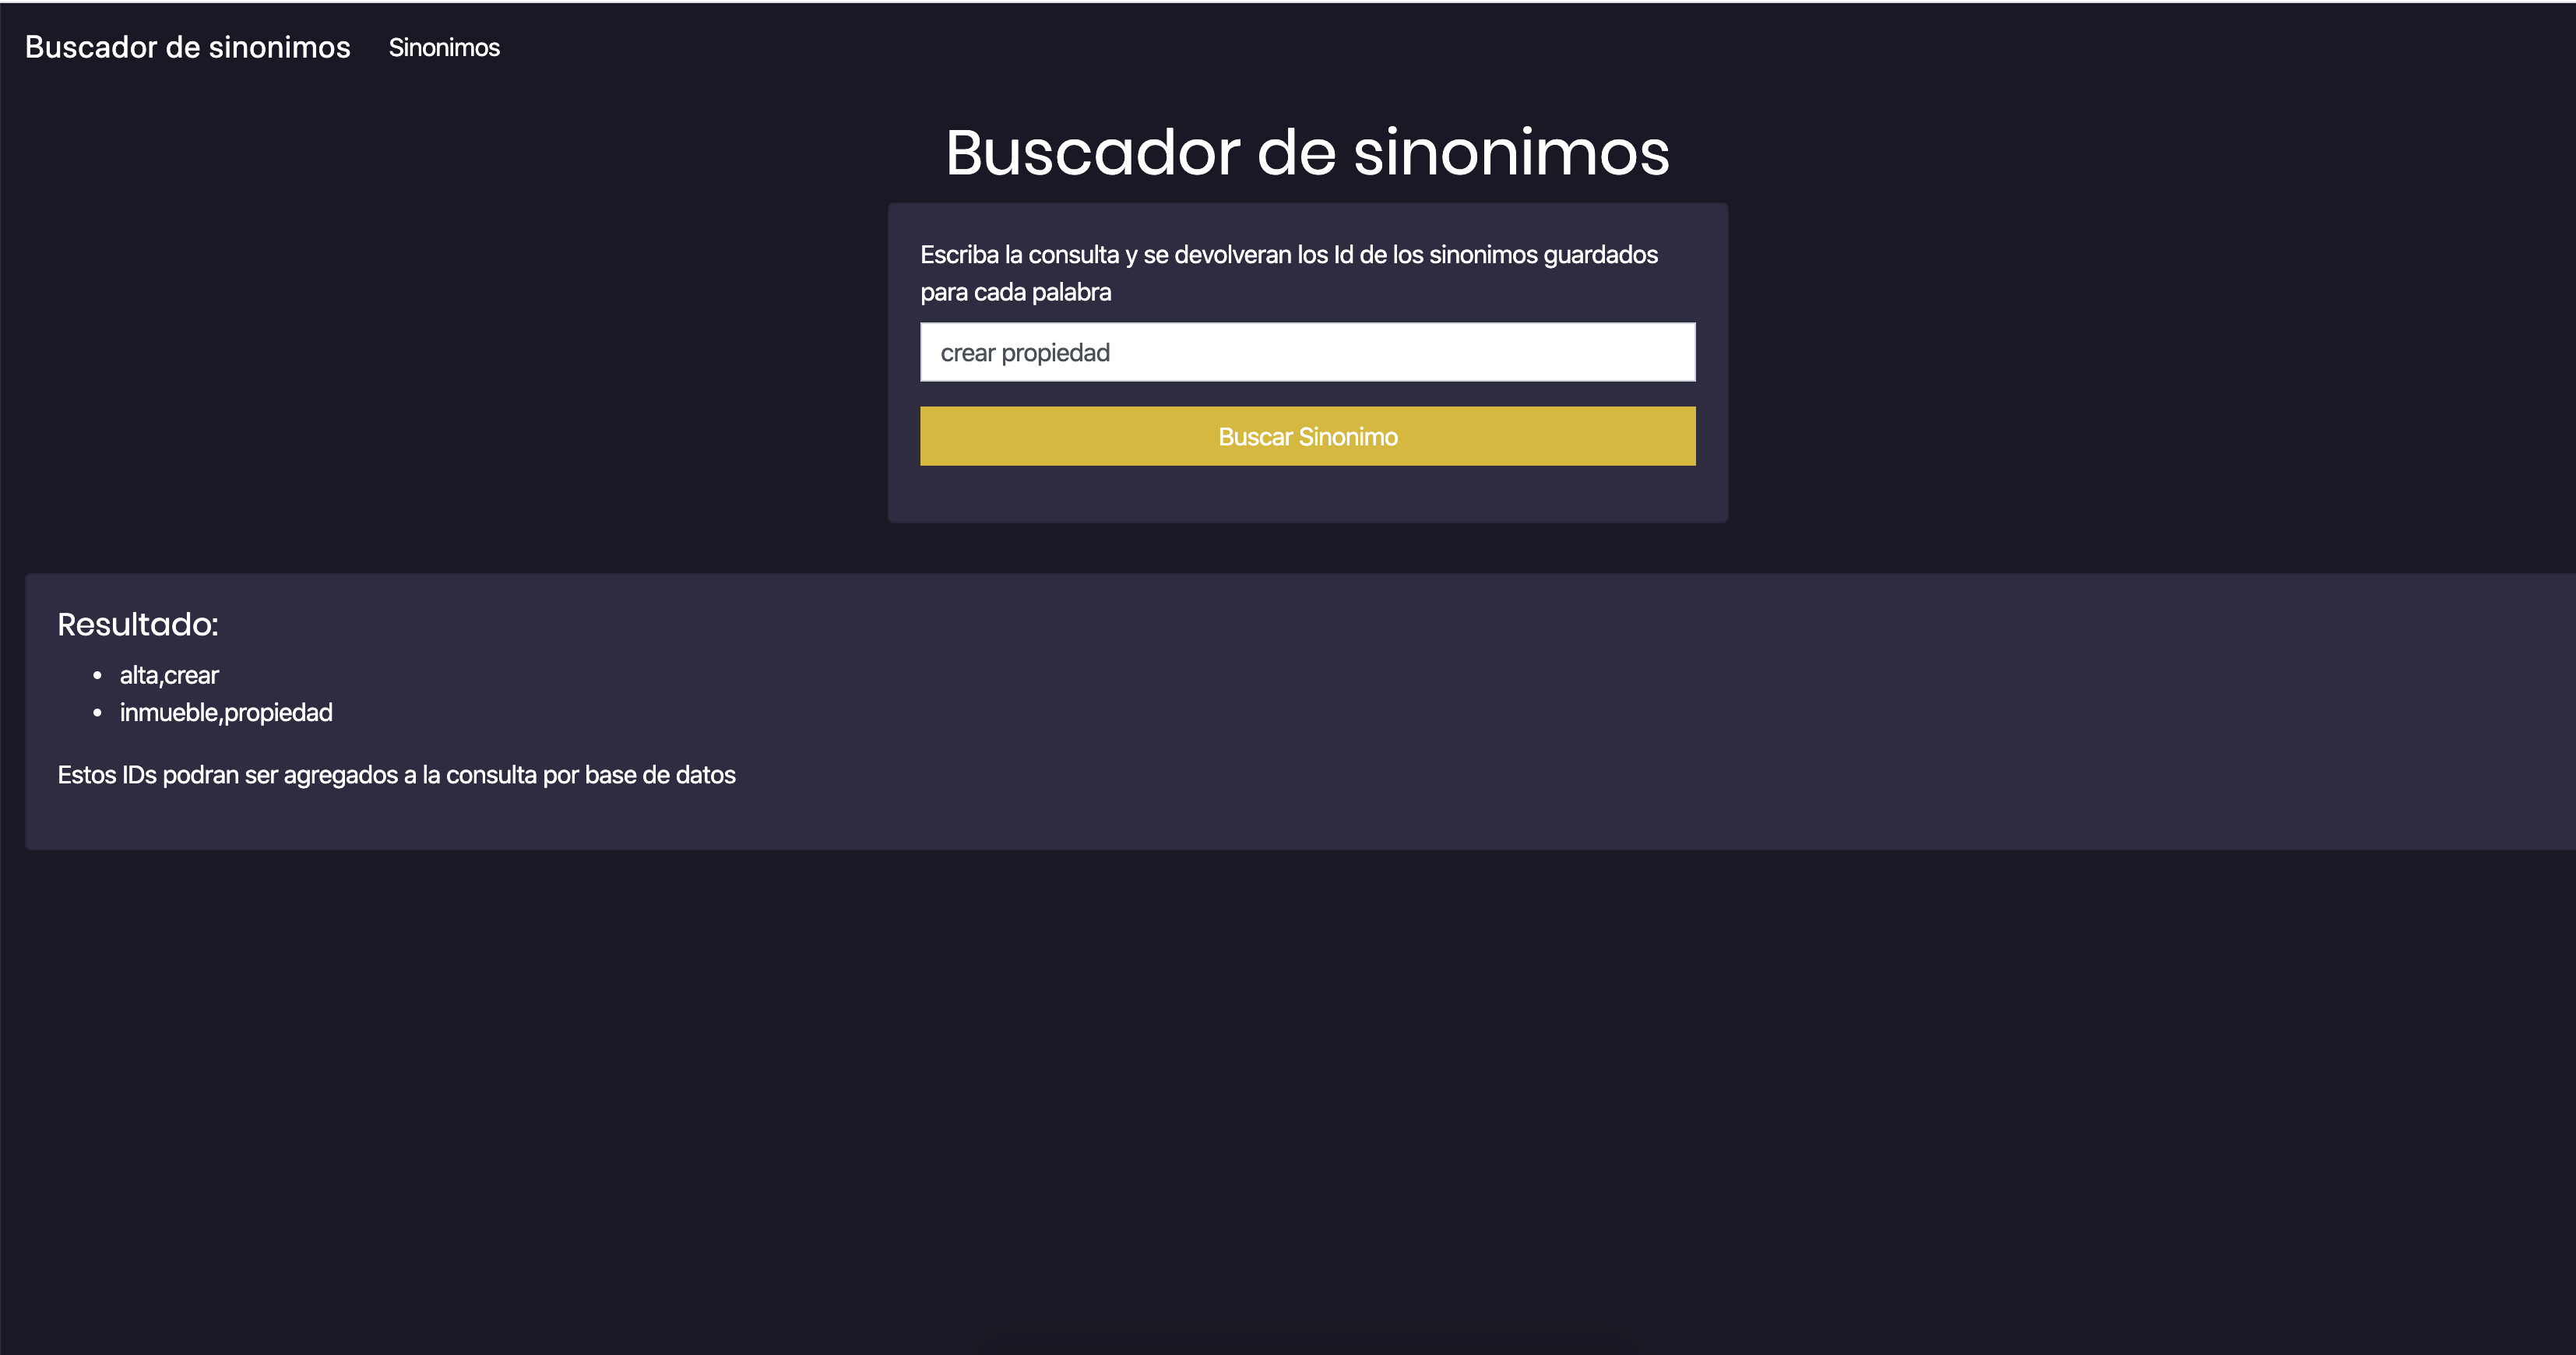 Buscador de sinonimos Sinonimos
Buscador de sinonimos
Escriba la consulta y se devolveran los Id de los sinonimos guardados
para cada palabra
crear propiedad
Buscar Sinonimo
Resultado:
• alta,crear
• inmueble,propiedad
Estos IDs podran ser agregados a la consulta por base de datos